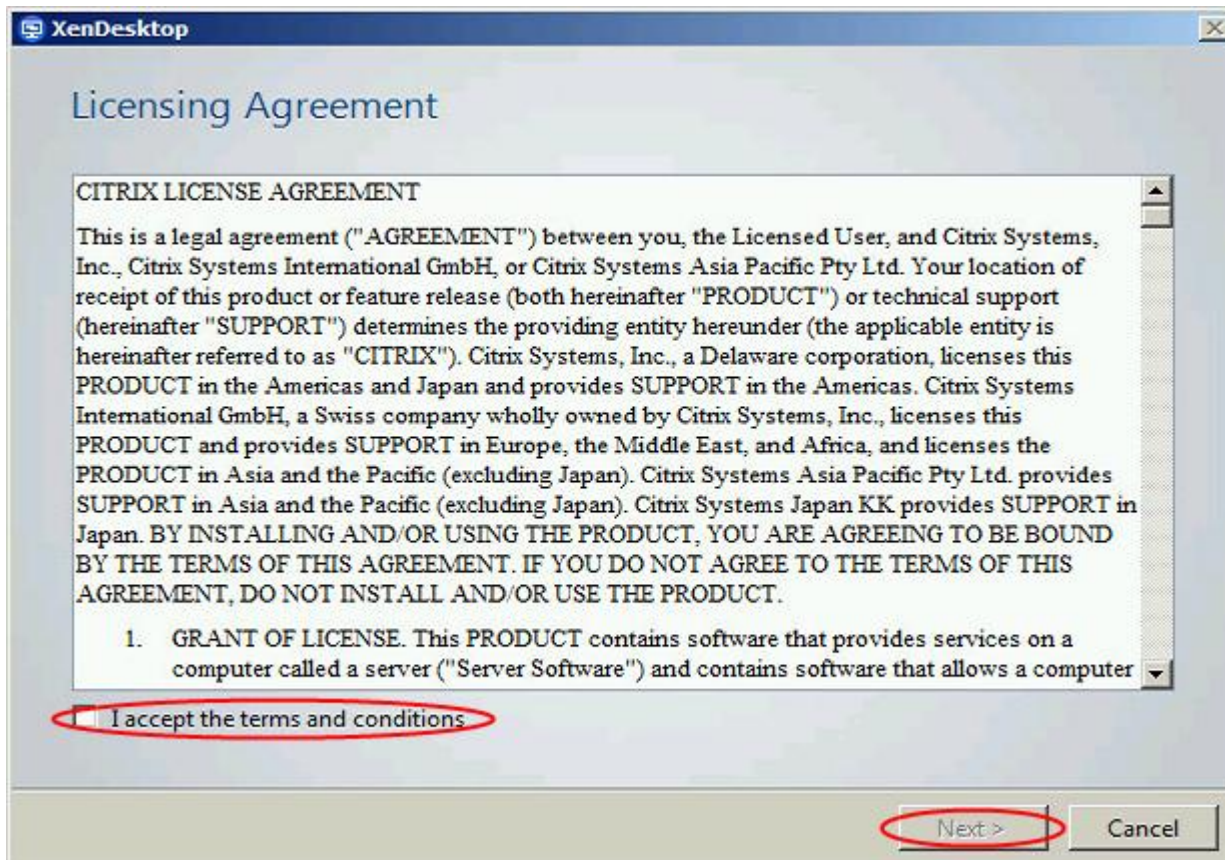 XenDesktop
Licensing Agreement
CITRIX LICENSE AGREEMENT
This is a legal agreement ("AGREEMENT") between you, the Licensed User, and Citrix Systems,
Inc., Citrix Systems International GmbH, or Citrix Systems Asia Pacific Pty Ltd. Your location of
receipt of this product or feature release (both hereinafter "PRODUCT") or technical support
(hereinafter "SUPPORT") determines the providing entity hereunder (the applicable entity is
hereinafter referred to as "CITRIX"). Citrix Systems, Inc., a Delaware corporation, licenses this
PRODUCT in the Americas and Japan and provides SUPPORT in the Americas. Citrix Systems
International GmbH, a Swiss company wholly owned by Citrix Systems, Inc., licenses this
PRODUCT and provides SUPPORT in Europe, the Middle East, and Africa, and licenses the
PRODUCT in Asia and the Pacific (excluding Japan). Citrix Systems Asia Pacific Pty Ltd. provides
SUPPORT in Asia and the Pacific (excluding Japan). Citrix Systems Japan KK provides SUPPORT in
Japan. BY INSTALLING AND/OR USING THE PRODUCT, YOU ARE AGREEING TO BE BOUND
BY THE TERMS OF THIS AGREEMENT. IF YOU DO NOT AGREE TO THE TERMS OF THIS
AGREEMENT, DO NOT INSTALL AND/OR USE THE PRODUCT.
1. GRANT OF LICENSE. This PRODUCT contains software that provides services on a
computer called a server ("Server Software") and contains software that allows a computer
I accept the terms and conditions
Next >
Cancel